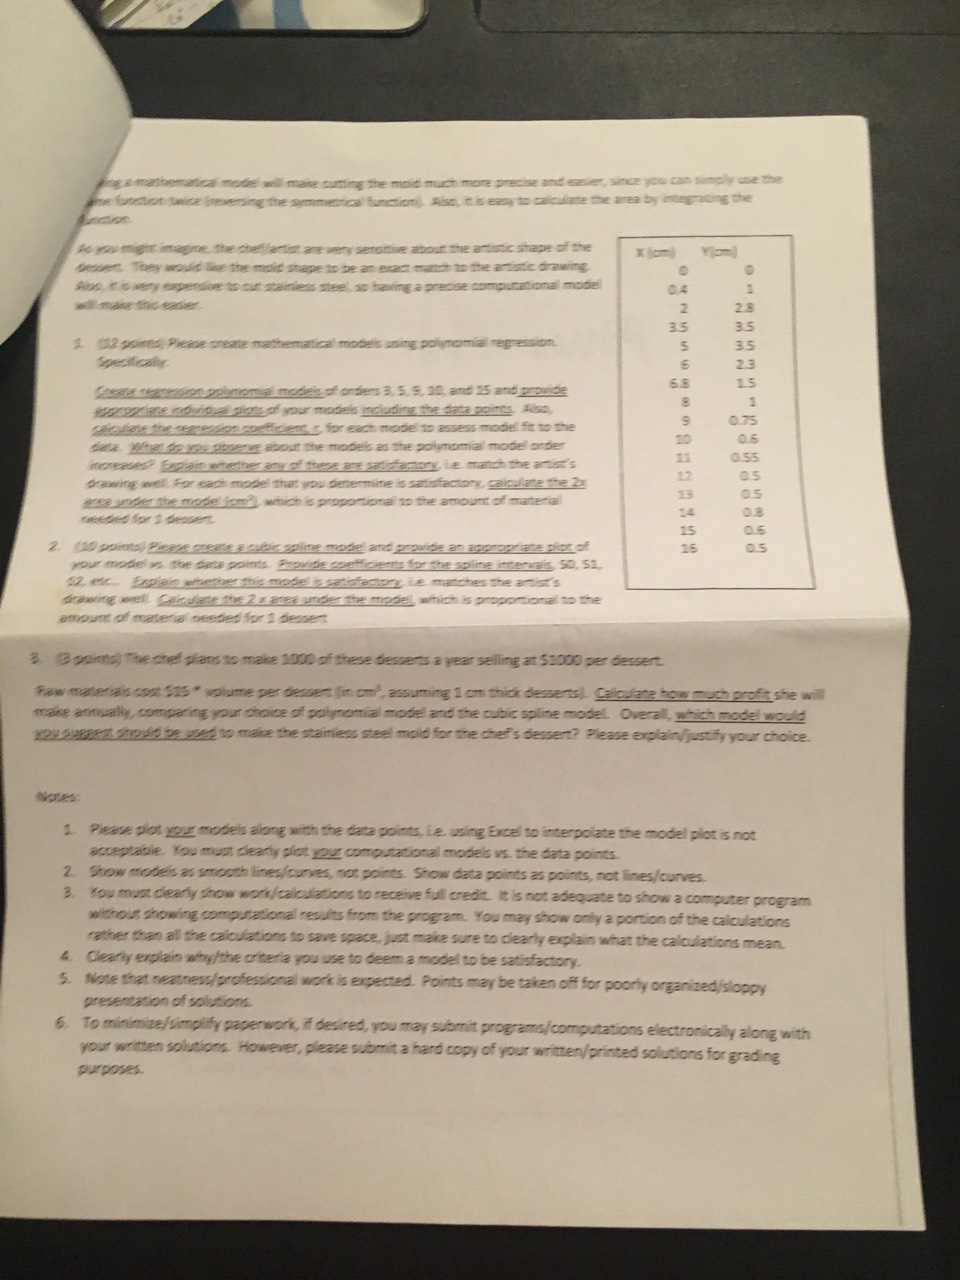 a mathematical model will make cutting the mold much more precise and easier, since you can simply use the
function twice (reversing the symmetrical function). Also, it is easy to calculate the area by integrating the
function.
As you might imagine, the chef/artist are very sensitive about the artistic shape of the
dessert. They would like the mold shape to be an exact match to the artistic drawing.
Also, it is very expensive to cut stainless steel, so having a precise computational model
will make this easier.
1. (12 points) Please create mathematical models using polynomial regression.
Specifically:
Create regression polynomial models of orders 3, 5, 9, 10, and 15 and provide
appropriate individual plots of your models including the data points. Also,
calculate the regression coefficient, r, for each model to assess model fit to the
data. What do you observe about the models as the polynomial model order
increases? Explain whether any of these are satisfactory, i.e. match the artist's
drawing well. For each model that you determine is satisfactory, calculate the 2x
area under the model (cm²), which is proportional to the amount of material
needed for 1 dessert.
2. (10 points) Please create a cubic spline model and provide an appropriate plot of
your model vs. the data points. Provide coefficients for the spline intervals, S0, S1,
S2, etc... Explain whether this model is satisfactory, i.e. matches the artist's
drawing well. Calculate the 2 x area under the model, which is proportional to the
amount of material needed for 1 dessert
X (cm) Y(cm)
0 0
0.4 1
2 2.8
3.5 3.5
5 3.5
6 2.3
6.8 1.5
8 1
9 0.75
10 0.6
11 0.55
12 0.5
13 0.5
14 0.8
15 0.6
16 0.5
3. (3 points) The chef plans to make 1000 of these desserts a year selling at $1000 per dessert.
Raw materials cost $15 * volume per dessert (in cm³, assuming 1 cm thick desserts). Calculate how much profit she will
make annually, comparing your choice of polynomial model and the cubic spline model. Overall, which model would
you suggest should be used to make the stainless steel mold for the chef's dessert? Please explain/justify your choice.
Notes:
1. Please plot your models along with the data points, i.e. using Excel to interpolate the model plot is not
acceptable. You must clearly plot your computational models vs. the data points.
2. Show models as smooth lines/curves, not points. Show data points as points, not lines/curves.
3. You must clearly show work/calculations to receive full credit. It is not adequate to show a computer program
without showing computational results from the program. You may show only a portion of the calculations
rather than all the calculations to save space, just make sure to clearly explain what the calculations mean.
4. Clearly explain why/the criteria you use to deem a model to be satisfactory.
5. Note that neatness/professional work is expected. Points may be taken off for poorly organized/sloppy
presentation of solutions.
6. To minimize/simplify paperwork, if desired, you may submit programs/computations electronically along with
your written solutions. However, please submit a hard copy of your written/printed solutions for grading
purposes.